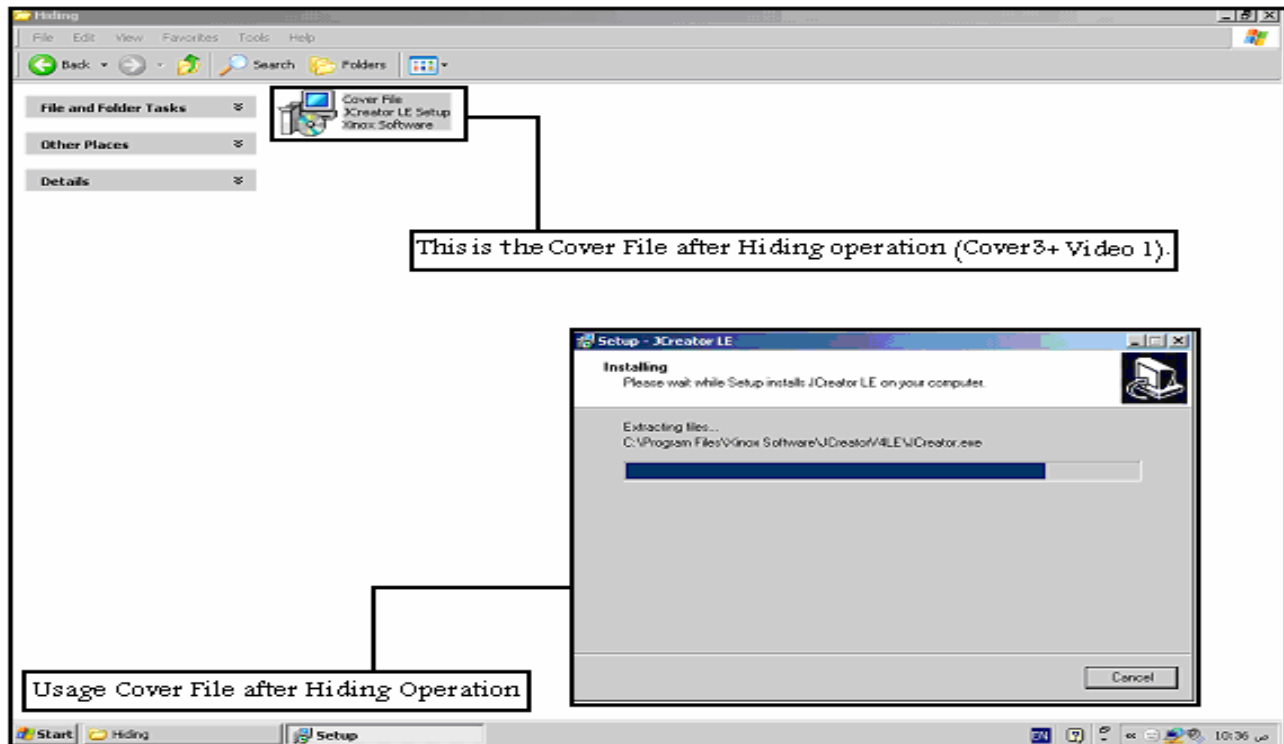 Hiding
File Edit View Favorites Tools Help
Back Search Folders
File and Folder Tasks
Other Places
Details
Cover File
JCreator LE Setup
Xinox Software
This is the Cover File after Hiding operation (Cover3+ Video 1).
Setup - JCreator LE
Installing
Please wait while Setup installs JCreator LE on your computer.
Extracting files...
C:\Program Files\Xinox Software\JCreatorV4LE\JCreator.exe
Cancel
Usage Cover File after Hiding Operation
Start Hiding Setup EN 10:36 ص